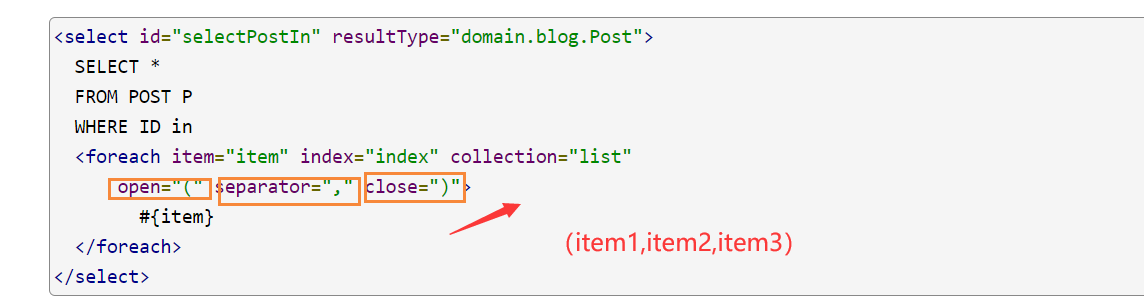 <select id="selectPostIn" resultType="domain.blog.Post">
SELECT *
FROM POST P
WHERE ID in
<foreach item="item" index="index" collection="list"
open="(" separator="," close=")">
#{item}
(item1,item2,item3)
</foreach>
</select>